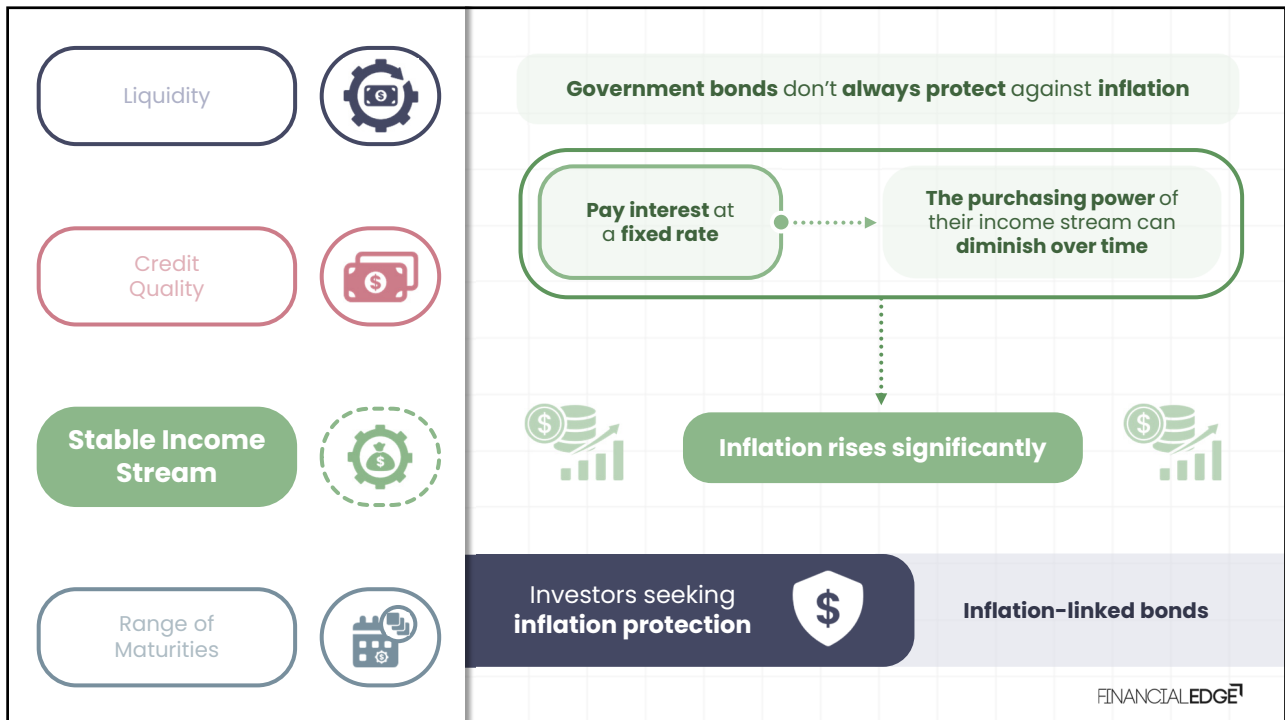 Liquidity
Credit
Quality
Stable Income
Stream
Range of
Maturities
Government bonds don’t always protect against inflation
Pay interest at
a fixed rate
The purchasing power of
their income stream can
diminish over time
Inflation rises significantly
Investors seeking
inflation protection
Inflation-linked bonds
FINANCIALEDGE